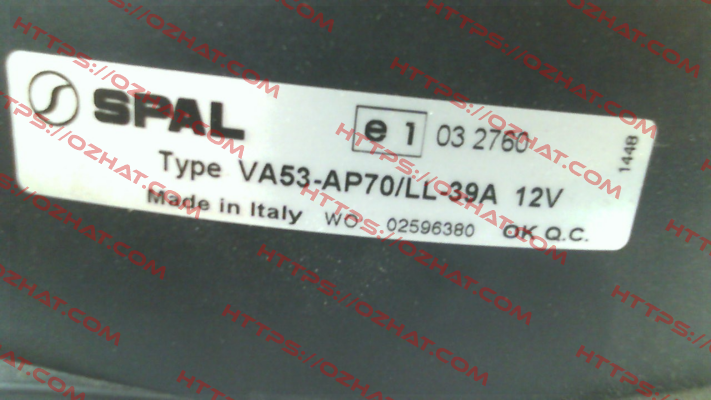 SPAL
e 1 03 2760
1448
Type VA53-AP70/LL-39A 12V
Made in Italy WO 02596380 OK Q.C.
HTTPS://OZHAT.COM